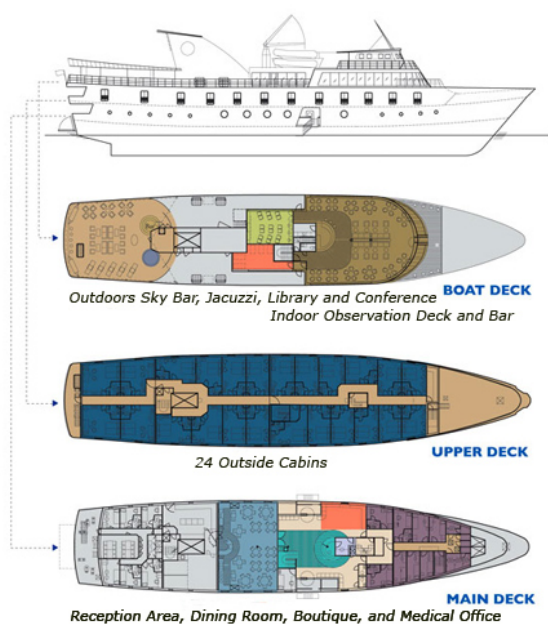 BOAT DECK
Outdoors Sky Bar, Jacuzzi, Library and Conference
Indoor Observation Deck and Bar
UPPER DECK
24 Outside Cabins
MAIN DECK
Reception Area, Dining Room, Boutique, and Medical Office